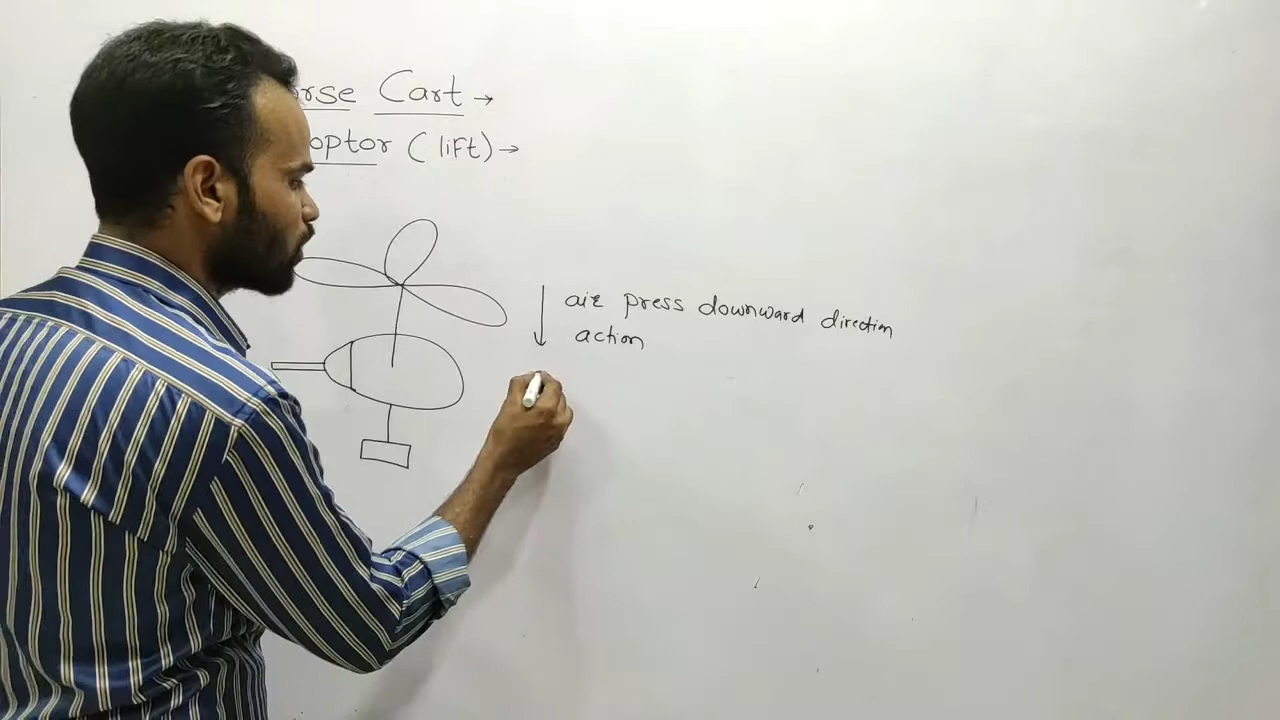 Cart →
(lift) →
air press downward direction
action